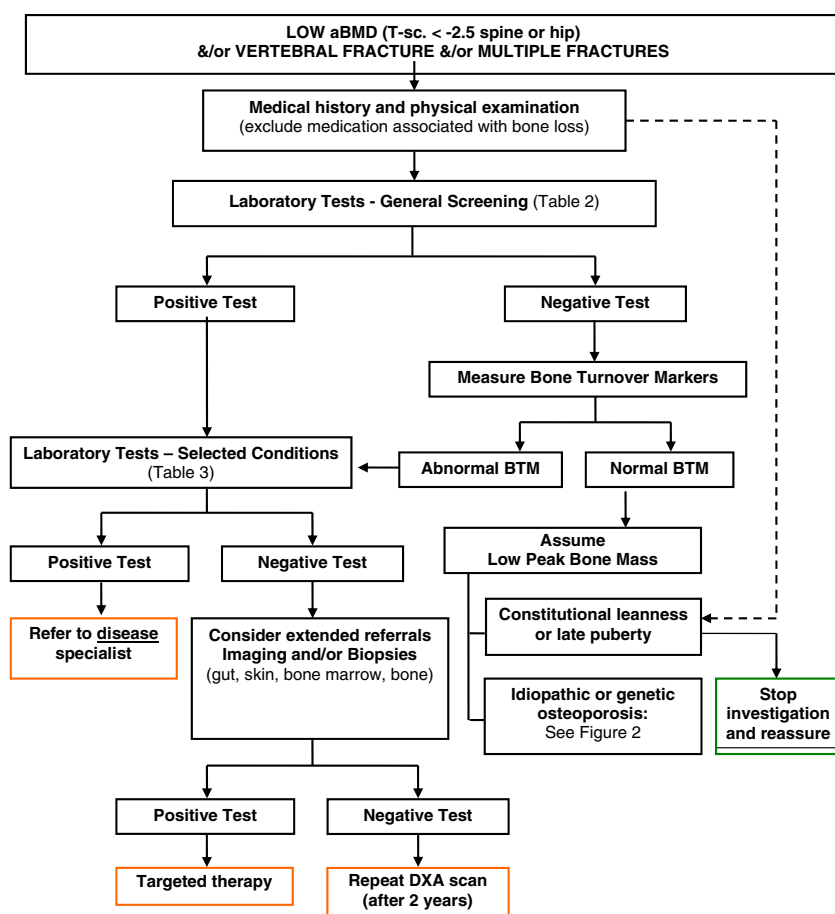 LOW aBMD (T-sc. < -2.5 spine or hip)
&/or VERTEBRAL FRACTURE &/or MULTIPLE FRACTURES
Medical history and physical examination
(exclude medication associated with bone loss)
Laboratory Tests - General Screening (Table 2)
Positive Test
Negative Test
Measure Bone Turnover Markers
Laboratory Tests – Selected Conditions
(Table 3)
Abnormal BTM
Normal BTM
Assume
Low Peak Bone Mass
Positive Test
Negative Test
Constitutional leanness
or late puberty
Refer to disease
specialist
Consider extended referrals
Imaging and/or Biopsies
(gut, skin, bone marrow, bone)
Idiopathic or genetic
osteoporosis:
See Figure 2
Stop
investigation
and reassure
Positive Test
Negative Test
Targeted therapy
Repeat DXA scan
(after 2 years)